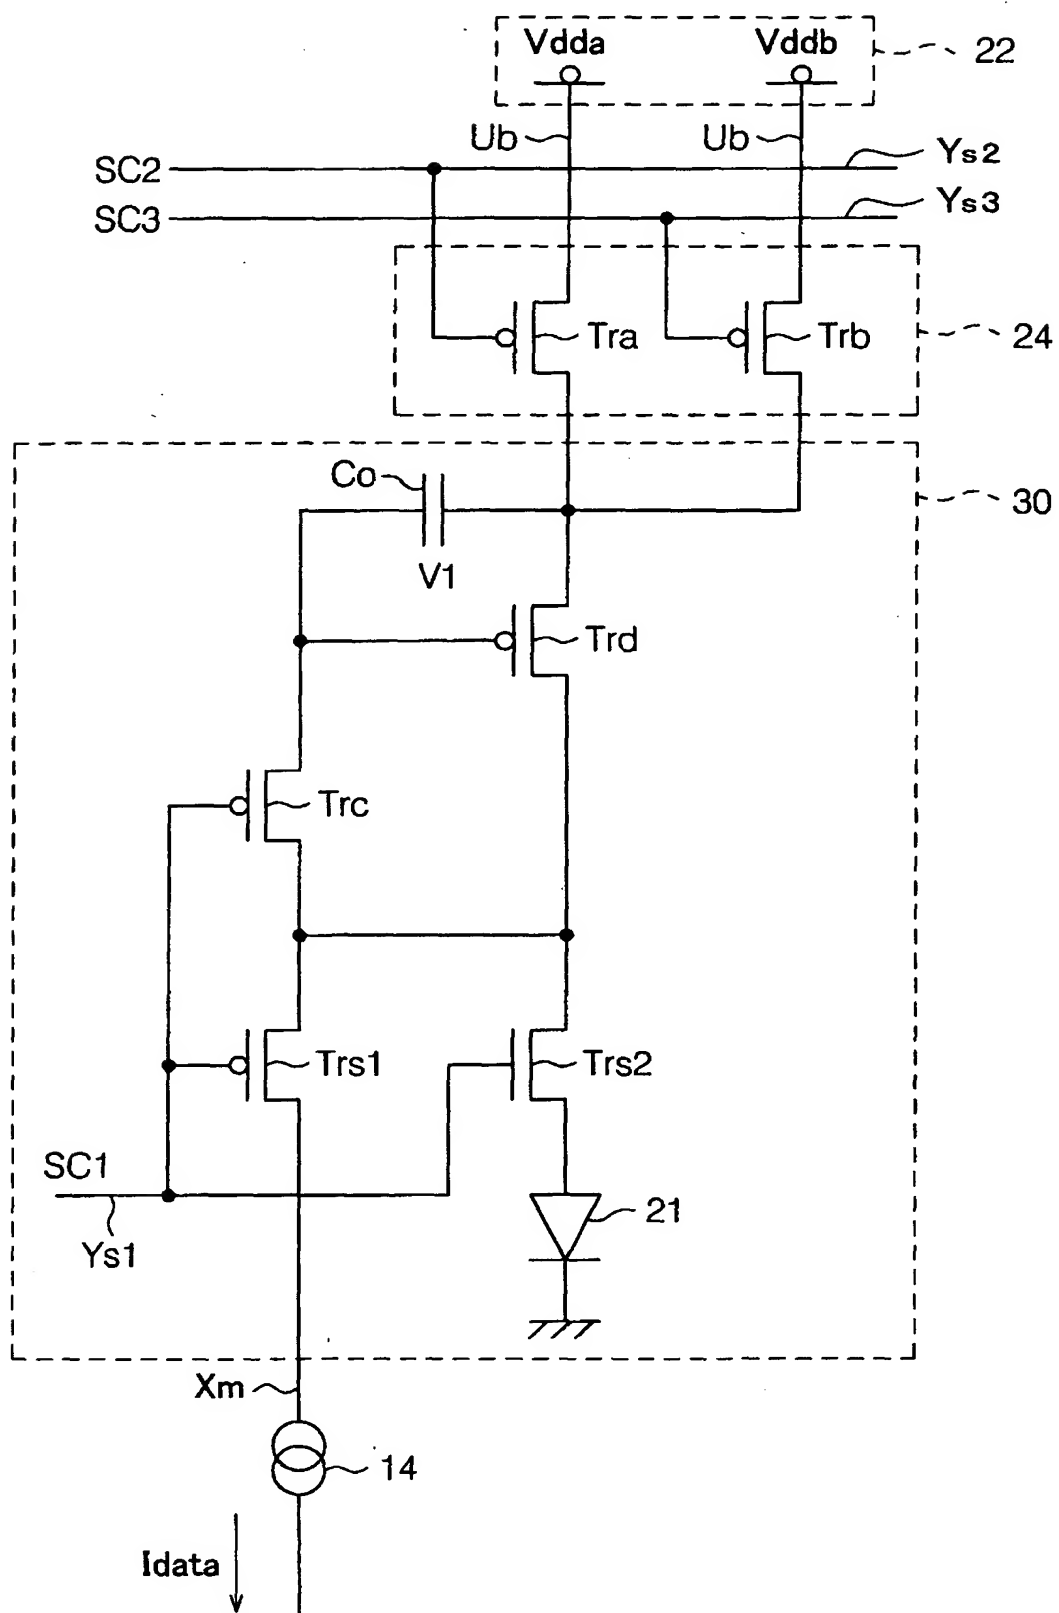 Vdda Vddb 22
Ub Ub Ys2
SC2
SC3 Ys3
Tra Trb 24
Co 30
V1
Trd
Trc
Trs1 Trs2
SC1
21
Ys1
Xm
14
Idata